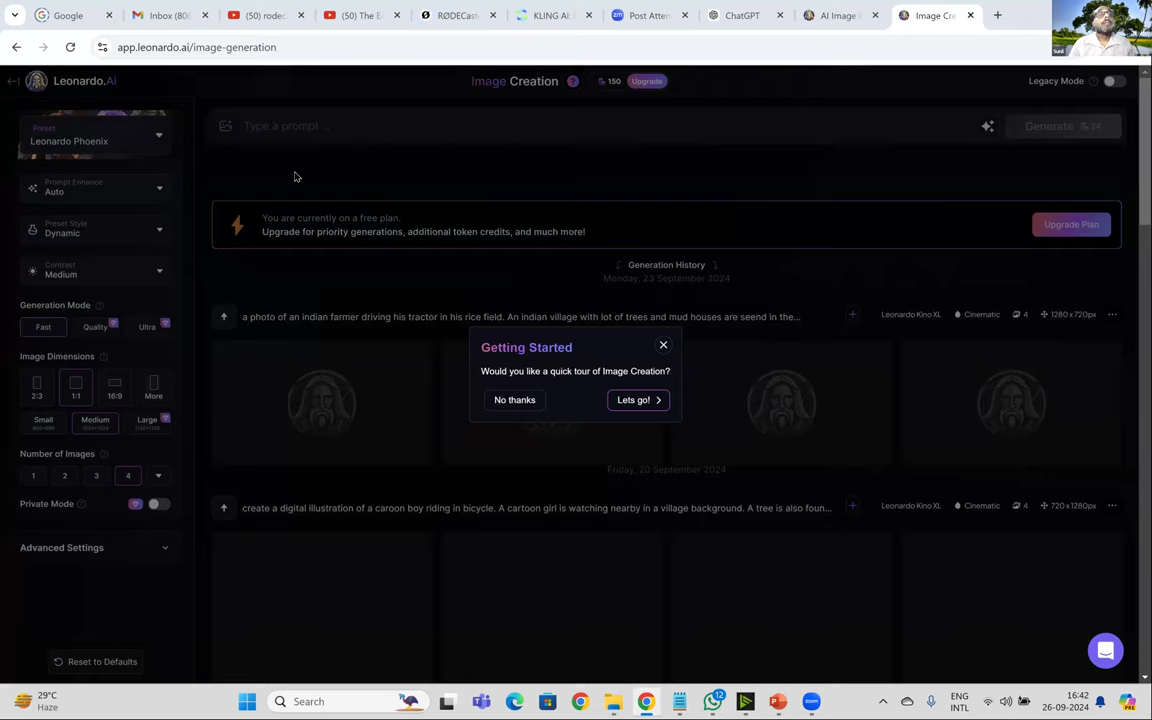 Google
Inbox (806
(50) rodec
(50) The E
RØDECast
KLING AI:
Post Atten
ChatGPT
AI Image G
Image Cre
app.leonardo.ai/image-generation
Sunil
Leonardo.Ai
Image Creation
150
Upgrade
Legacy Mode
Preset
Leonardo Phoenix
Type a prompt ...
Generate 24
Prompt Enhance
Auto
Preset Style
Dynamic
Contrast
Medium
You are currently on a free plan.
Upgrade for priority generations, additional token credits, and much more!
Upgrade Plan
Generation History
Monday, 23 September 2024
Generation Mode
Fast
Quality
Ultra
a photo of an indian farmer driving his tractor in his rice field. An indian village with lot of trees and mud houses are seend in the...
Leonardo Kino XL
Cinematic
4
1280 x 720px
Getting Started
Would you like a quick tour of Image Creation?
No thanks
Lets go!
Image Dimensions
2:3
1:1
16:9
More
Small
Medium
Large
Number of Images
1
2
3
4
Private Mode
Friday, 20 September 2024
create a digital illustration of a caroon boy riding in bicycle. A cartoon girl is watching nearby in a village background. A tree is also foun...
Leonardo Kino XL
Cinematic
4
720x1280px
Advanced Settings
Reset to Defaults
29°C
Haze
Search
12
zoom
ENG
INTL
16:42
26-09-2024
PRE